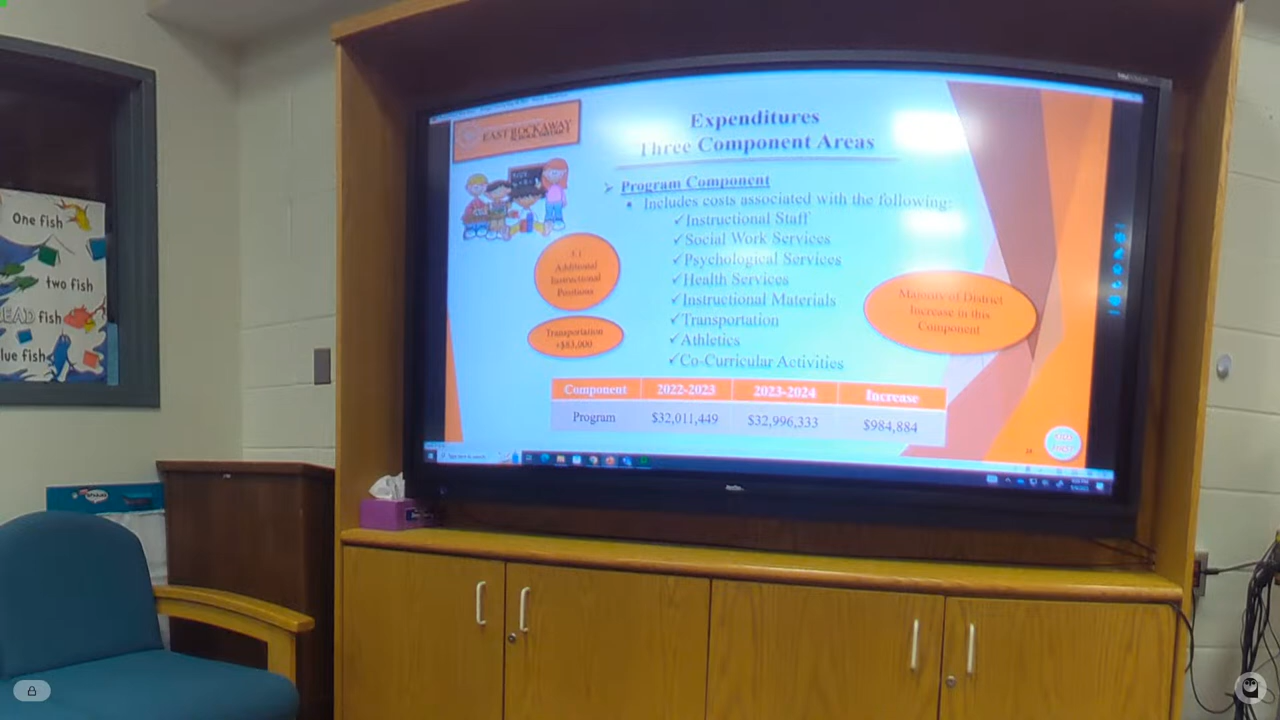 EAST ROCKAWAY
SCHOOL DISTRICT
Expenditures
Three Component Areas
➢ Program Component
• Includes costs associated with the following:
✓Instructional Staff
✓Social Work Services
✓Psychological Services
✓Health Services
✓Instructional Materials
✓Transportation
✓Athletics
✓Co-Curricular Activities
Additional
Instructional
Positions
Transportation
+$83,000
Majority of District
Increase in this
Component
Component 2022-2023 2023-2024 Increase
Program $32,011,449 $32,996,333 $984,884
One fish
two fish
READ fish
lue fish